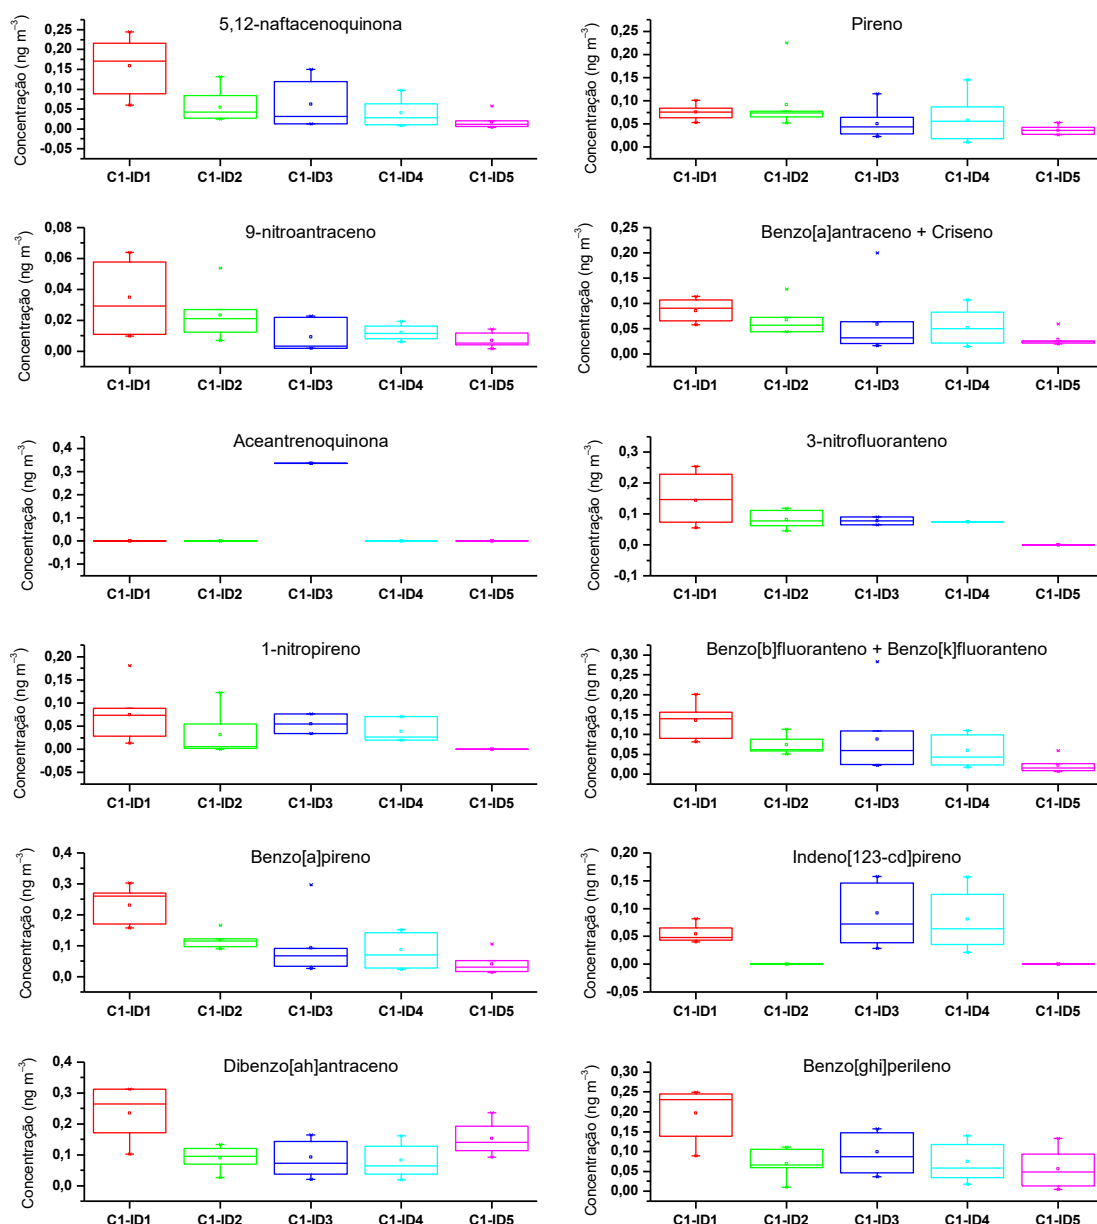 5,12-naftacenoquinona
Concentração (ng m⁻³)
0,25
0,20
0,15
0,10
0,05
0,00
-0,05
C1-ID1 C1-ID2 C1-ID3 C1-ID4 C1-ID5
Pireno
Concentração (ng m⁻³)
0,25
0,20
0,15
0,10
0,05
0,00
C1-ID1 C1-ID2 C1-ID3 C1-ID4 C1-ID5
9-nitroantraceno
Concentração (ng m⁻³)
0,08
0,06
0,04
0,02
0,00
C1-ID1 C1-ID2 C1-ID3 C1-ID4 C1-ID5
Benzo[a]antraceno + Criseno
Concentração (ng m⁻³)
0,25
0,20
0,15
0,10
0,05
0,00
C1-ID1 C1-ID2 C1-ID3 C1-ID4 C1-ID5
Aceantrenoquinona
Concentração (ng m⁻³)
0,4
0,3
0,2
0,1
0,0
-0,1
C1-ID1 C1-ID2 C1-ID3 C1-ID4 C1-ID5
3-nitrofluoranteno
Concentração (ng m⁻³)
0,3
0,2
0,1
0,0
-0,1
C1-ID1 C1-ID2 C1-ID3 C1-ID4 C1-ID5
1-nitropireno
Concentração (ng m⁻³)
0,20
0,15
0,10
0,05
0,00
-0,05
C1-ID1 C1-ID2 C1-ID3 C1-ID4 C1-ID5
Benzo[b]fluoranteno + Benzo[k]fluoranteno
Concentração (ng m⁻³)
0,30
0,25
0,20
0,15
0,10
0,05
0,00
C1-ID1 C1-ID2 C1-ID3 C1-ID4 C1-ID5
Benzo[a]pireno
Concentração (ng m⁻³)
0,4
0,3
0,2
0,1
0,0
C1-ID1 C1-ID2 C1-ID3 C1-ID4 C1-ID5
Indeno[123-cd]pireno
Concentração (ng m⁻³)
0,20
0,15
0,10
0,05
0,00
-0,05
C1-ID1 C1-ID2 C1-ID3 C1-ID4 C1-ID5
Dibenzo[ah]antraceno
Concentração (ng m⁻³)
0,4
0,3
0,2
0,1
0,0
C1-ID1 C1-ID2 C1-ID3 C1-ID4 C1-ID5
Benzo[ghi]perileno
Concentração (ng m⁻³)
0,30
0,25
0,20
0,15
0,10
0,05
0,00
C1-ID1 C1-ID2 C1-ID3 C1-ID4 C1-ID5